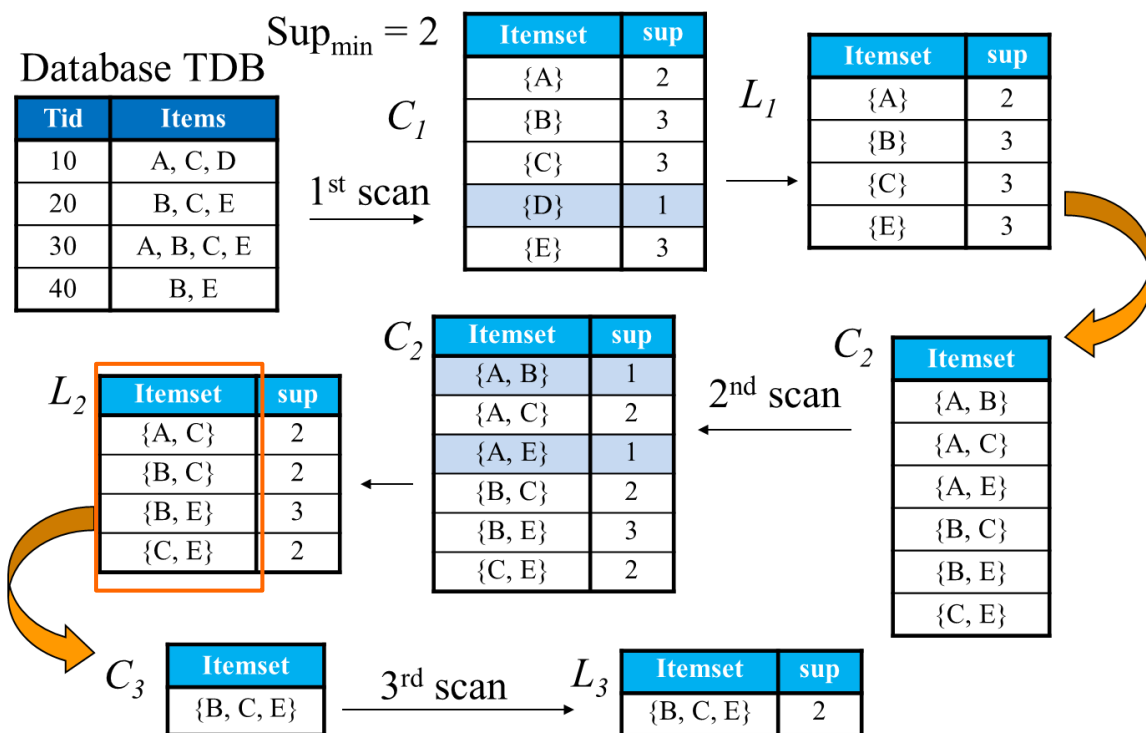 Sup_min = 2
Database TDB
Tid Items
10 A, C, D
20 B, C, E
30 A, B, C, E
40 B, E
1st scan
C1
Itemset sup
{A} 2
{B} 3
{C} 3
{D} 1
{E} 3
L1
Itemset sup
{A} 2
{B} 3
{C} 3
{E} 3
C2
Itemset
{A, B}
{A, C}
{A, E}
{B, C}
{B, E}
{C, E}
2nd scan
C2
Itemset sup
{A, B} 1
{A, C} 2
{A, E} 1
{B, C} 2
{B, E} 3
{C, E} 2
L2
Itemset sup
{A, C} 2
{B, C} 2
{B, E} 3
{C, E} 2
C3
Itemset
{B, C, E}
3rd scan
L3
Itemset sup
{B, C, E} 2